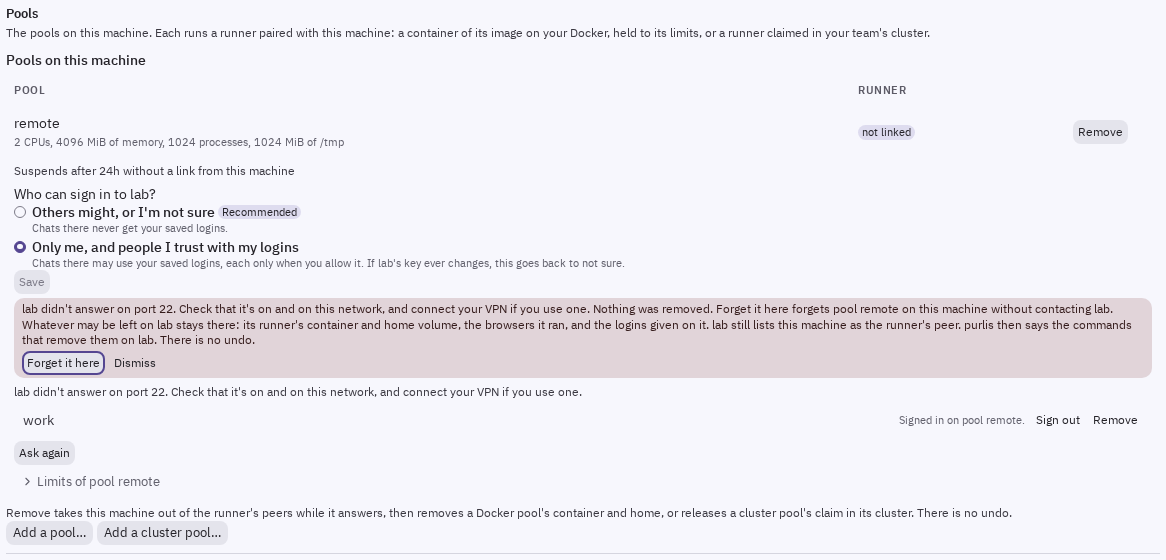 Pools
The pools on this machine. Each runs a runner paired with this machine: a container of its image on your Docker, held to its limits, or a runner claimed in your team's cluster.
Pools on this machine
POOL RUNNER
remote
2 CPUs, 4096 MiB of memory, 1024 processes, 1024 MiB of /tmp
not linked
Remove
Suspends after 24h without a link from this machine
Who can sign in to lab?
Others might, or I'm not sure Recommended
Chats there never get your saved logins.
Only me, and people I trust with my logins
Chats there may use your saved logins, each only when you allow it. If lab's key ever changes, this goes back to not sure.
Save
lab didn't answer on port 22. Check that it's on and on this network, and connect your VPN if you use one. Nothing was removed. Forget it here forgets pool remote on this machine without contacting lab.
Whatever may be left on lab stays there: its runner's container and home volume, the browsers it ran, and the logins given on it. lab still lists this machine as the runner's peer. purlis then says the commands
that remove them on lab. There is no undo.
Forget it here Dismiss
lab didn't answer on port 22. Check that it's on and on this network, and connect your VPN if you use one.
work Signed in on pool remote. Sign out Remove
Ask again
Limits of pool remote
Remove takes this machine out of the runner's peers while it answers, then removes a Docker pool's container and home, or releases a cluster pool's claim in its cluster. There is no undo.
Add a pool... Add a cluster pool...